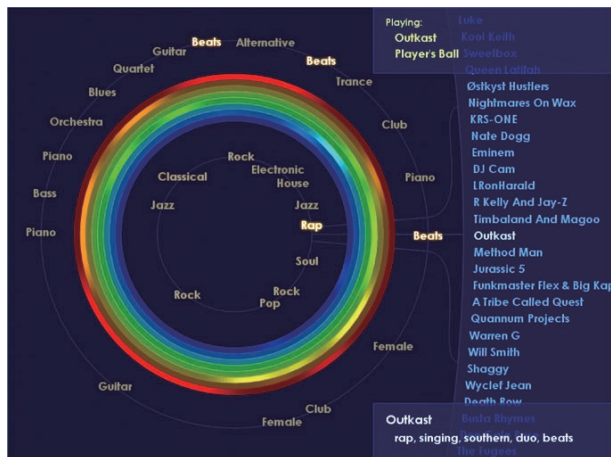 Playing:
Outkast
Player's Ball
Luke
Kool Keith
Sweetbox
Queen Latifah
Østkyst Hustlers
Nightmares On Wax
KRS-ONE
Nate Dogg
Eminem
DJ Cam
LRonHarald
R Kelly And Jay-Z
Timbaland And Magoo
Outkast
Method Man
Jurassic 5
Funkmaster Flex & Big Kap
A Tribe Called Quest
Quannum Projects
Warren G
Will Smith
Shaggy
Wyclef Jean
Death Row
Busta Rhymes
The Fugees
Outkast
rap, singing, southern, duo, beats
Beats
Alternative
Guitar
Beats
Quartet
Trance
Blues
Orchestra
Club
Piano
Piano
Bass
Piano
Beats
Female
Guitar
Club
Female
Rock
Classical
Electronic
House
Jazz
Jazz
Rap
Soul
Rock
Rock
Pop